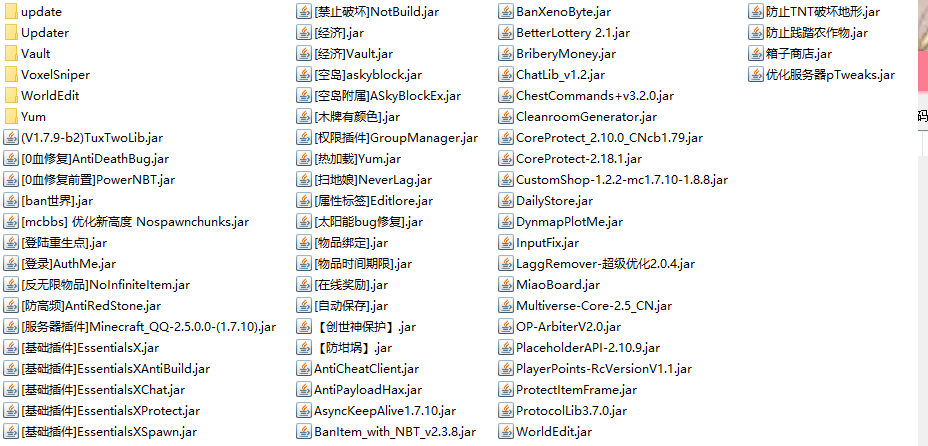 update
Updater
Vault
VoxelSniper
WorldEdit
Yum
(V1.7.9-b2)TuxTwoLib.jar
[0血修复]AntiDeathBug.jar
[0血修复前置]PowerNBT.jar
[ban世界].jar
[mcbbs] 优化新高度 Nospawnchunks.jar
[登陆重生点].jar
[登录]AuthMe.jar
[反无限物品]NoInfiniteItem.jar
[防高频]AntiRedStone.jar
[服务器插件]Minecraft_QQ-2.5.0.0-(1.7.10).jar
[基础插件]EssentialsX.jar
[基础插件]EssentialsXAntiBuild.jar
[基础插件]EssentialsXChat.jar
[基础插件]EssentialsXProtect.jar
[基础插件]EssentialsXSpawn.jar
[禁止破坏]NotBuild.jar
[经济].jar
[经济]Vault.jar
[空岛]askyblock.jar
[空岛附属]ASkyBlockEx.jar
[木牌有颜色].jar
[权限插件]GroupManager.jar
[热加载]Yum.jar
[扫地娘]NeverLag.jar
[属性标签]Editlore.jar
[太阳能bug修复].jar
[物品绑定].jar
[物品时间期限].jar
[在线奖励].jar
[自动保存].jar
【创世神保护】.jar
【防坩埚】.jar
AntiCheatClient.jar
AntiPayloadHax.jar
AsyncKeepAlive1.7.10.jar
BanItem_with_NBT_v2.3.8.jar
BanXenoByte.jar
BetterLottery 2.1.jar
BriberyMoney.jar
ChatLib_v1.2.jar
ChestCommands+v3.2.0.jar
CleanroomGenerator.jar
CoreProtect_2.10.0_CNcb1.79.jar
CoreProtect-2.18.1.jar
CustomShop-1.2.2-mc1.7.10-1.8.8.jar
DailyStore.jar
DynmapPlotMe.jar
InputFix.jar
LaggRemover-超级优化2.0.4.jar
MiaoBoard.jar
Multiverse-Core-2.5_CN.jar
OP-ArbiterV2.0.jar
PlaceholderAPI-2.10.9.jar
PlayerPoints-RcVersionV1.1.jar
ProtectItemFrame.jar
ProtocolLib3.7.0.jar
WorldEdit.jar
防止TNT破坏地形.jar
防止践踏农作物.jar
箱子商店.jar
优化服务器pTweaks.jar
码